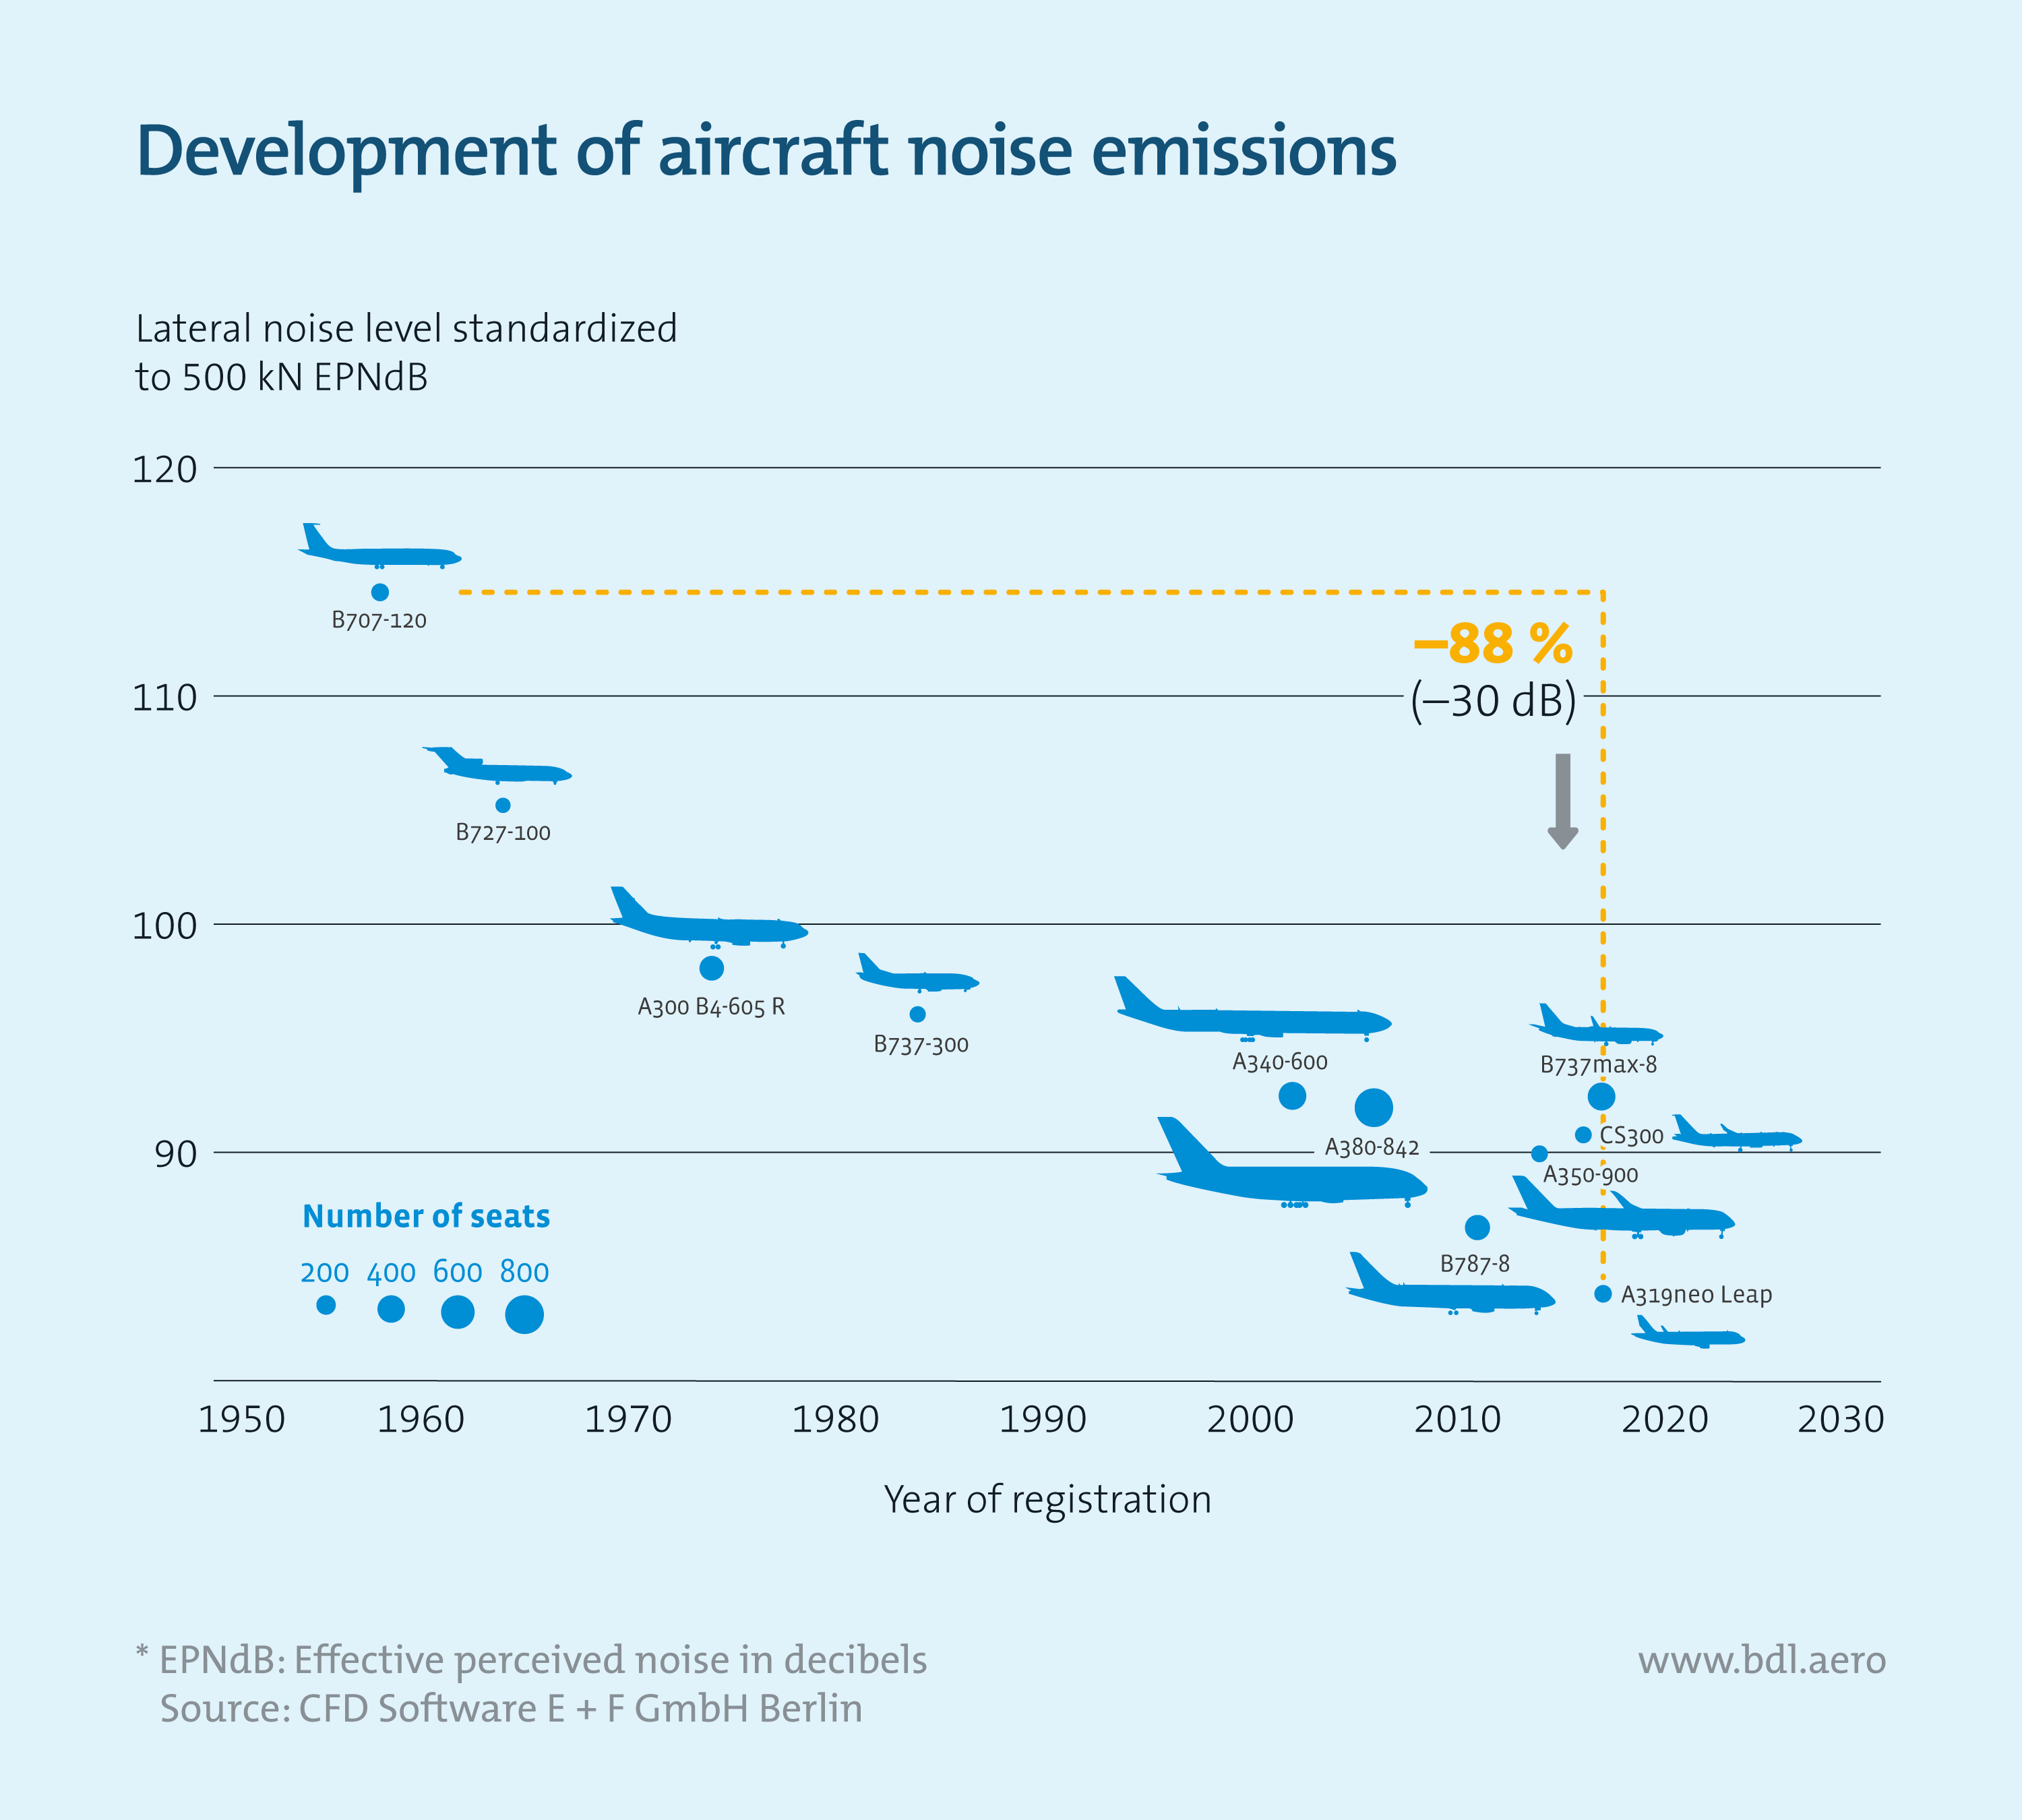 Development of aircraft noise emissions
Lateral noise level standardized
to 500 kN EPNdB
120
B707-120
–88 %
110
(–30 dB)
B727-100
100
A300 B4-605 R
B737-300
A340-600
B737max-8
CS300
A380-842
90
A350-900
Number of seats
200 400 600 800
B787-8
A319neo Leap
1950 1960 1970 1980 1990 2000 2010 2020 2030
Year of registration
* EPNdB: Effective perceived noise in decibels
Source: CFD Software E + F GmbH Berlin
www.bdl.aero